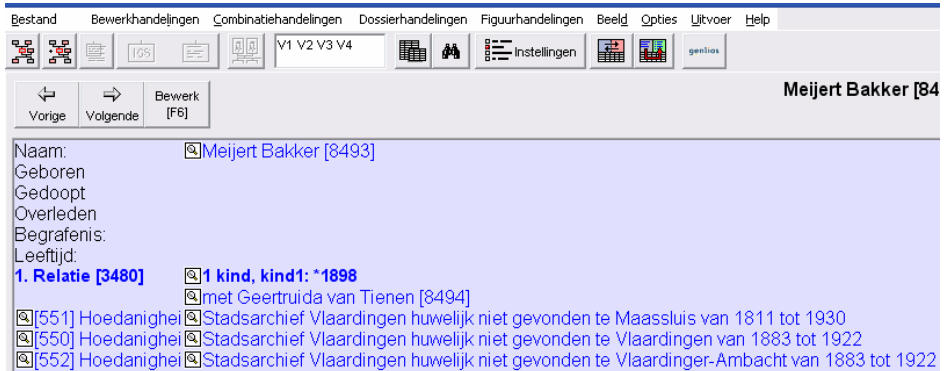 Bestand Bewerkhandelingen Combinatiehandelingen Dossierhandelingen Figuurhandelingen Beeld Opties Uitvoer Help
IGS V1 V2 V3 V4 Instellingen genlias
Vorige Volgende Bewerk [F6] Meijert Bakker [84
Naam: Meijert Bakker [8493]
Geboren
Gedoopt
Overleden
Begrafenis:
Leeftijd:
1. Relatie [3480] 1 kind, kind1: *1898
met Geertruida van Tienen [8494]
[551] Hoedanighei Stadsarchief Vlaardingen huwelijk niet gevonden te Maassluis van 1811 tot 1930
[550] Hoedanighei Stadsarchief Vlaardingen huwelijk niet gevonden te Vlaardingen van 1883 tot 1922
[552] Hoedanighei Stadsarchief Vlaardingen huwelijk niet gevonden te Vlaardinger-Ambacht van 1883 tot 1922